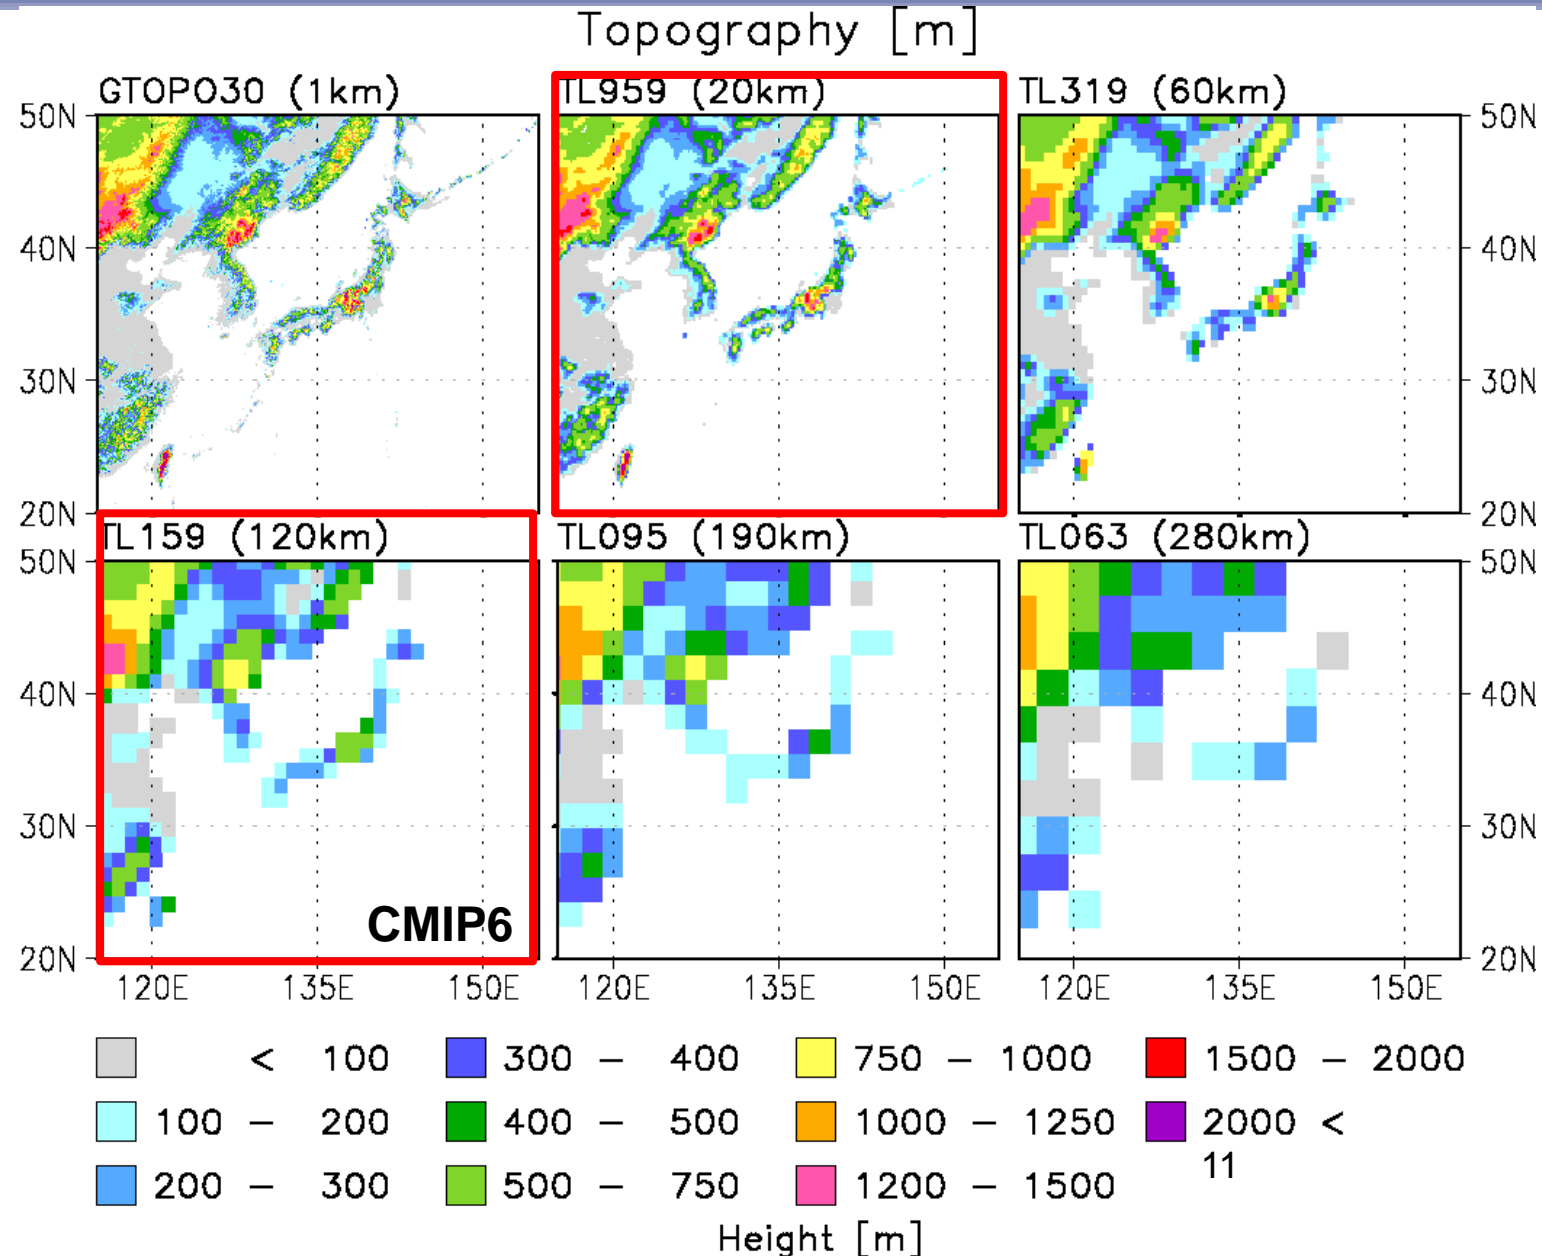 Topography [m]
GTOPO30 (1km) TL959 (20km) TL319 (60km)
50N 50N
40N 40N
30N 30N
20N 20N
TL159 (120km) TL095 (190km) TL063 (280km)
50N 50N
40N 40N
30N 30N
CMIP6
20N 20N
120E 135E 150E 120E 135E 150E 120E 135E 150E
< 100 300 - 400 750 - 1000 1500 - 2000
100 - 200 400 - 500 1000 - 1250 2000 <
200 - 300 500 - 750 1200 - 1500 11
Height [m]